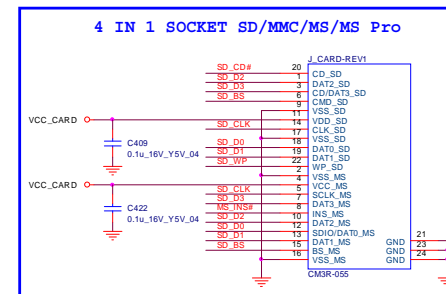 4 IN 1 SOCKET SD/MMC/MS/MS Pro
J_CARD-REV1
SD_CD# 20 CD_SD
SD_D2 1 DAT2_SD
SD_D3 3 CD/DAT3_SD
SD_BS 6 CMD_SD
9 VSS_SD
VCC_CARD 11 VDD_SD
SD_CLK 14 CLK_SD
17 VSS_SD
SD_D0 18 DAT0_SD
SD_D1 19 DAT1_SD
SD_WP 22 WP_SD
2 VSS_MS
VCC_CARD 4 VCC_MS
SD_CLK 5 SCLK_MS
SD_D3 7 DAT3_MS
MS_INS# 8 INS_MS
SD_D2 10 DAT2_MS
SD_D0 12 SDIO/DAT0_MS
SD_D1 13 DAT1_MS
SD_BS 15 BS_MS
16 VSS_MS
C409
0.1u_16V_Y5V_04
C422
0.1u_16V_Y5V_04
GND 21
GND 23
GND 24
CM3R-055